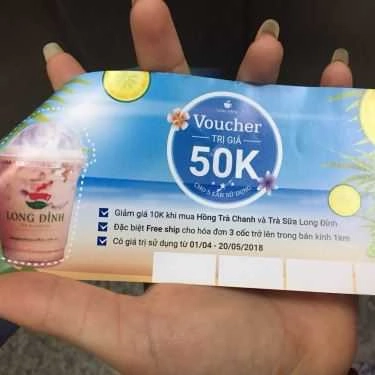 Voucher
TRỊ GIÁ
50K
CHO 5 LẦN SỬ DỤNG
LONG ĐỈNH
Giảm giá 10K khi mua Hồng Trà Chanh và Trà Sữa Long Đỉnh
Đặc biệt Free ship cho hóa đơn 3 cốc trở lên trong bán kính 1km
Có giá trị sử dụng từ 01/04 - 20/05/2018